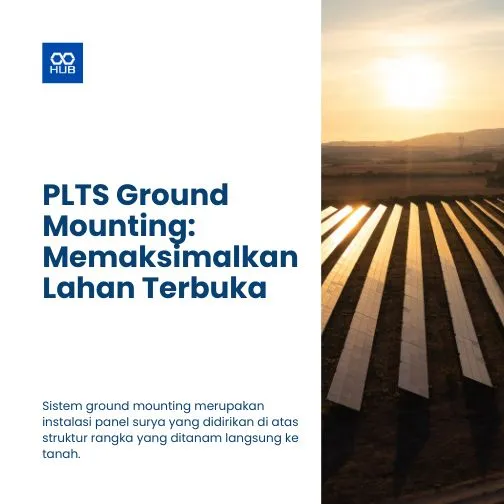 HUB
PLTS Ground
Mounting:
Memaksimalkan
Lahan Terbuka
Sistem ground mounting merupakan
instalasi panel surya yang didirikan di atas
struktur rangka yang ditanam langsung ke
tanah.